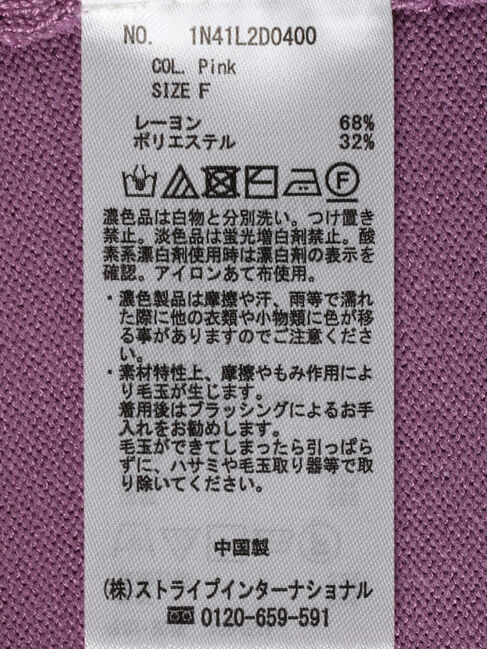 NO. 1N41L2D0400
COL. Pink
SIZE F
レーヨン 68%
ポリエステル 32%
F
濃色品は白物と分別洗い。つけ置き
禁止。淡色品は蛍光増白剤禁止。酸
素系漂白剤使用時は漂白剤の表示を
確認。アイロンあて布使用。
・濃色製品は摩擦や汗、雨等で濡れ
た際に他の衣類や小物類に色が移
る事がありますのでご注意くださ
い。
・素材特性上、摩擦やもみ作用によ
り毛玉が生じます。
着用後はブラッシングによるお手
入れをお勧めします。
毛玉ができてしまったら引っぱら
ずに、ハサミや毛玉取り器等で取
り除いてください。
中国製
(株)ストライプインターナショナル
0120-659-591